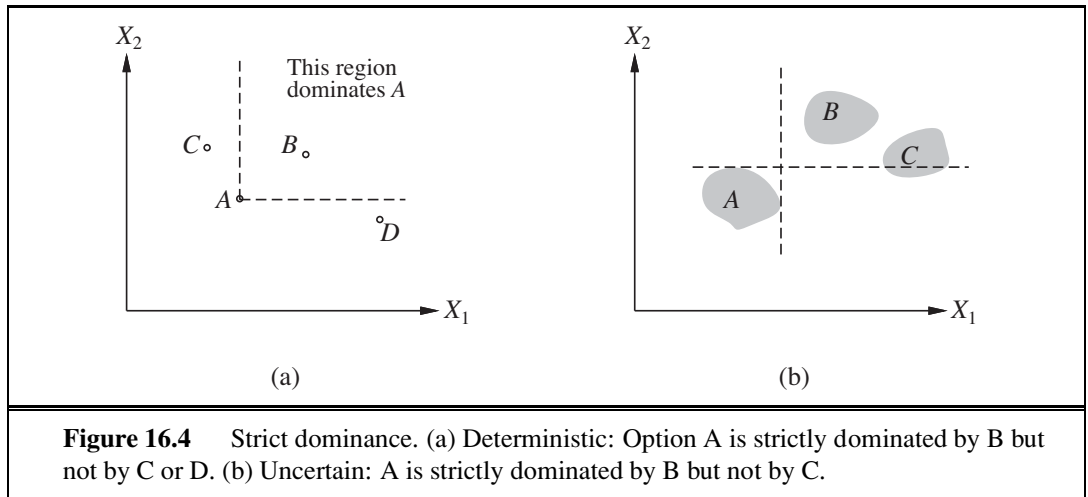 X2
This region
dominates A
C
B
A
D
X1
(a)
X2
B
C
A
X1
(b)
Figure 16.4 Strict dominance. (a) Deterministic: Option A is strictly dominated by B but
not by C or D. (b) Uncertain: A is strictly dominated by B but not by C.